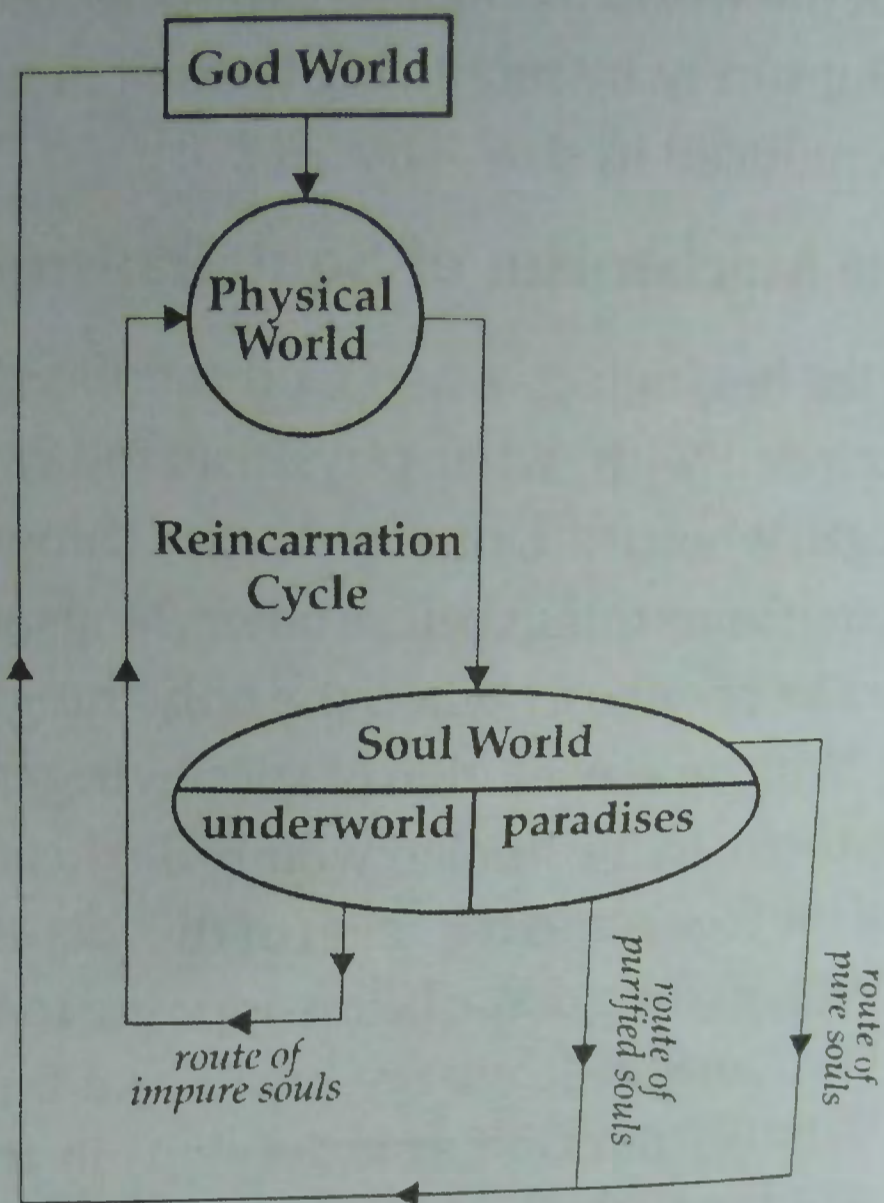 God World
Physical
World
Reincarnation
Cycle
Soul World
underworld
paradises
route of
impure souls
route of
purified souls
route of
pure souls